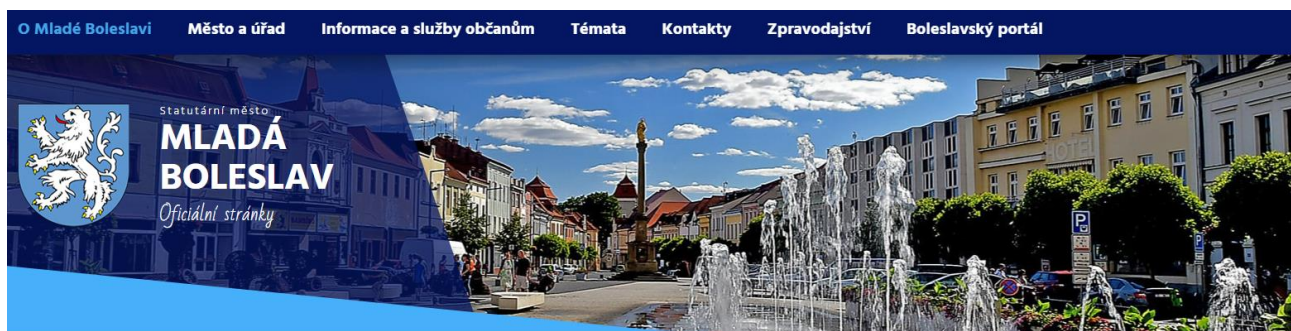 O Mladé Boleslavi Město a úřad Informace a služby občanům Témata Kontakty Zpravodajství Boleslavský portál
Statutární město
MLADÁ
BOLESLAV
Oficiální stránky
HOTEL
P
P